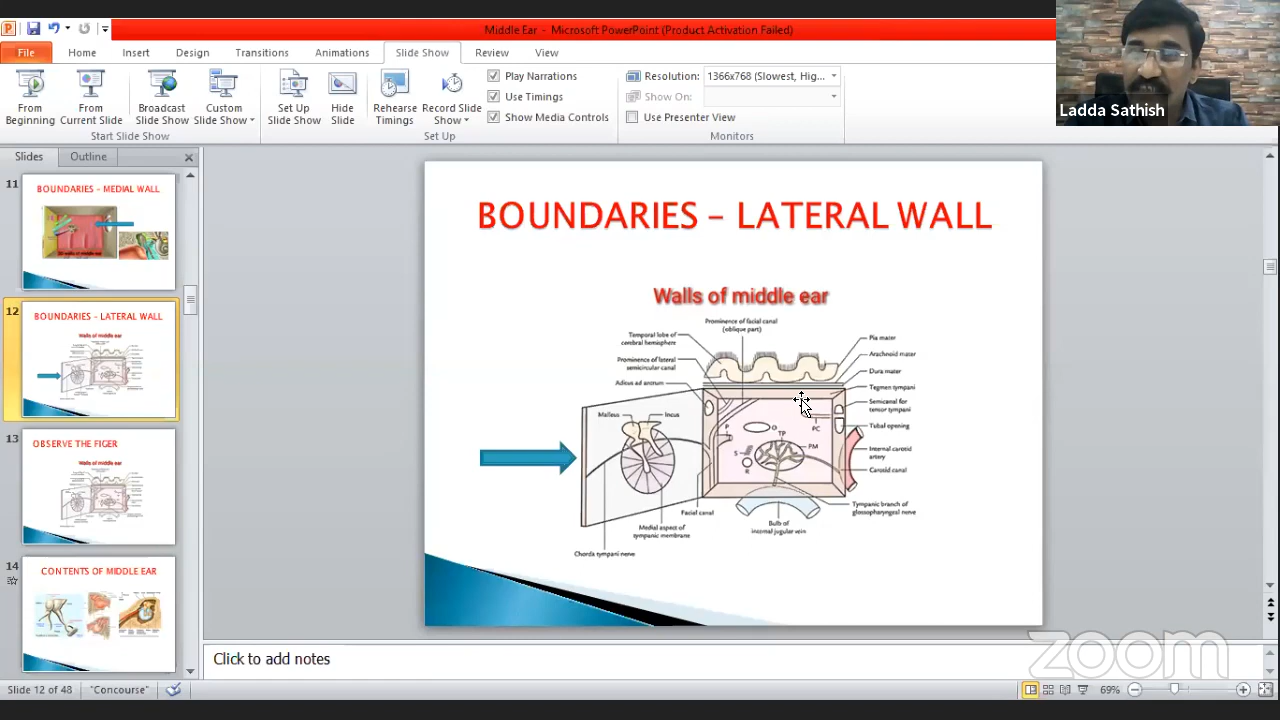 Middle Ear - Microsoft PowerPoint (Product Activation Failed)
File Home Insert Design Transitions Animations Slide Show Review View
From Beginning
From Current Slide
Broadcast Slide Show
Custom Slide Show
Set Up Slide Show
Hide Slide
Rehearse Timings
Record Slide Show
Play Narrations
Use Timings
Show Media Controls
Resolution: 1366x768 (Slowest, Hig...
Show On:
Use Presenter View
Start Slide Show
Set Up
Monitors
Ladda Sathish
Slides Outline
11
BOUNDARIES - MEDIAL WALL
12
BOUNDARIES - LATERAL WALL
Walls of middle ear
13
OBSERVE THE FIGER
Walls of middle ear
14
CONTENTS OF MIDDLE EAR
BOUNDARIES – LATERAL WALL
Walls of middle ear
Prominence of facial canal
(oblique part)
Temporal lobe of
cerebral hemisphere
Prominence of lateral
semicircular canal
Aditus ad antrum
Malleus
Incus
Pia mater
Arachnoid mater
Dura mater
Tegmen tympani
Semicanal for
tensor tympani
Tubal opening
Internal carotid
artery
Carotid canal
Tympanic branch of
glossopharyngeal nerve
P
O
TP
PC
PM
S
R
Facial canal
Medial aspect of
tympanic membrane
Chorda tympani nerve
Bulb of
internal jugular vein
Click to add notes
zoom
Slide 12 of 48
"Concourse"
69%